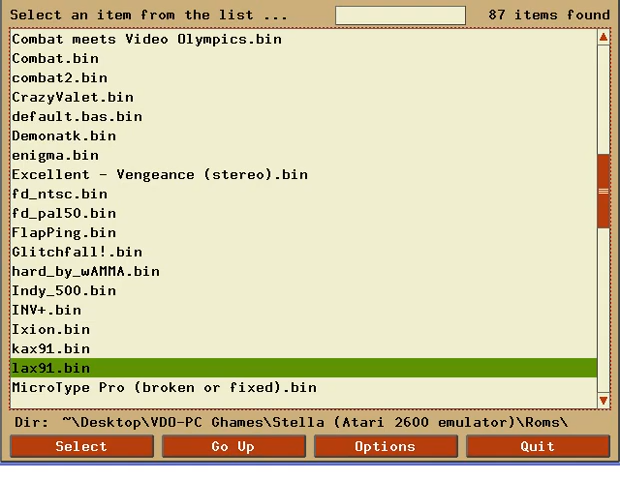 Select an item from the list ... 87 items found
Combat meets Video Olympics.bin
Combat.bin
combat2.bin
CrazyValet.bin
default.bas.bin
Demonatk.bin
enigma.bin
Excellent - Vengeance (stereo).bin
fd_ntsc.bin
fd_pal50.bin
FlapPing.bin
Glitchfall!.bin
hard_by_wAMMA.bin
Indy_500.bin
INV+.bin
Ixion.bin
kax91.bin
lax91.bin
MicroType Pro (broken or fixed).bin
Dir: ~\Desktop\VDO-PC Ghames\Stella (Atari 2600 emulator)\Roms\
Select Go Up Options Quit